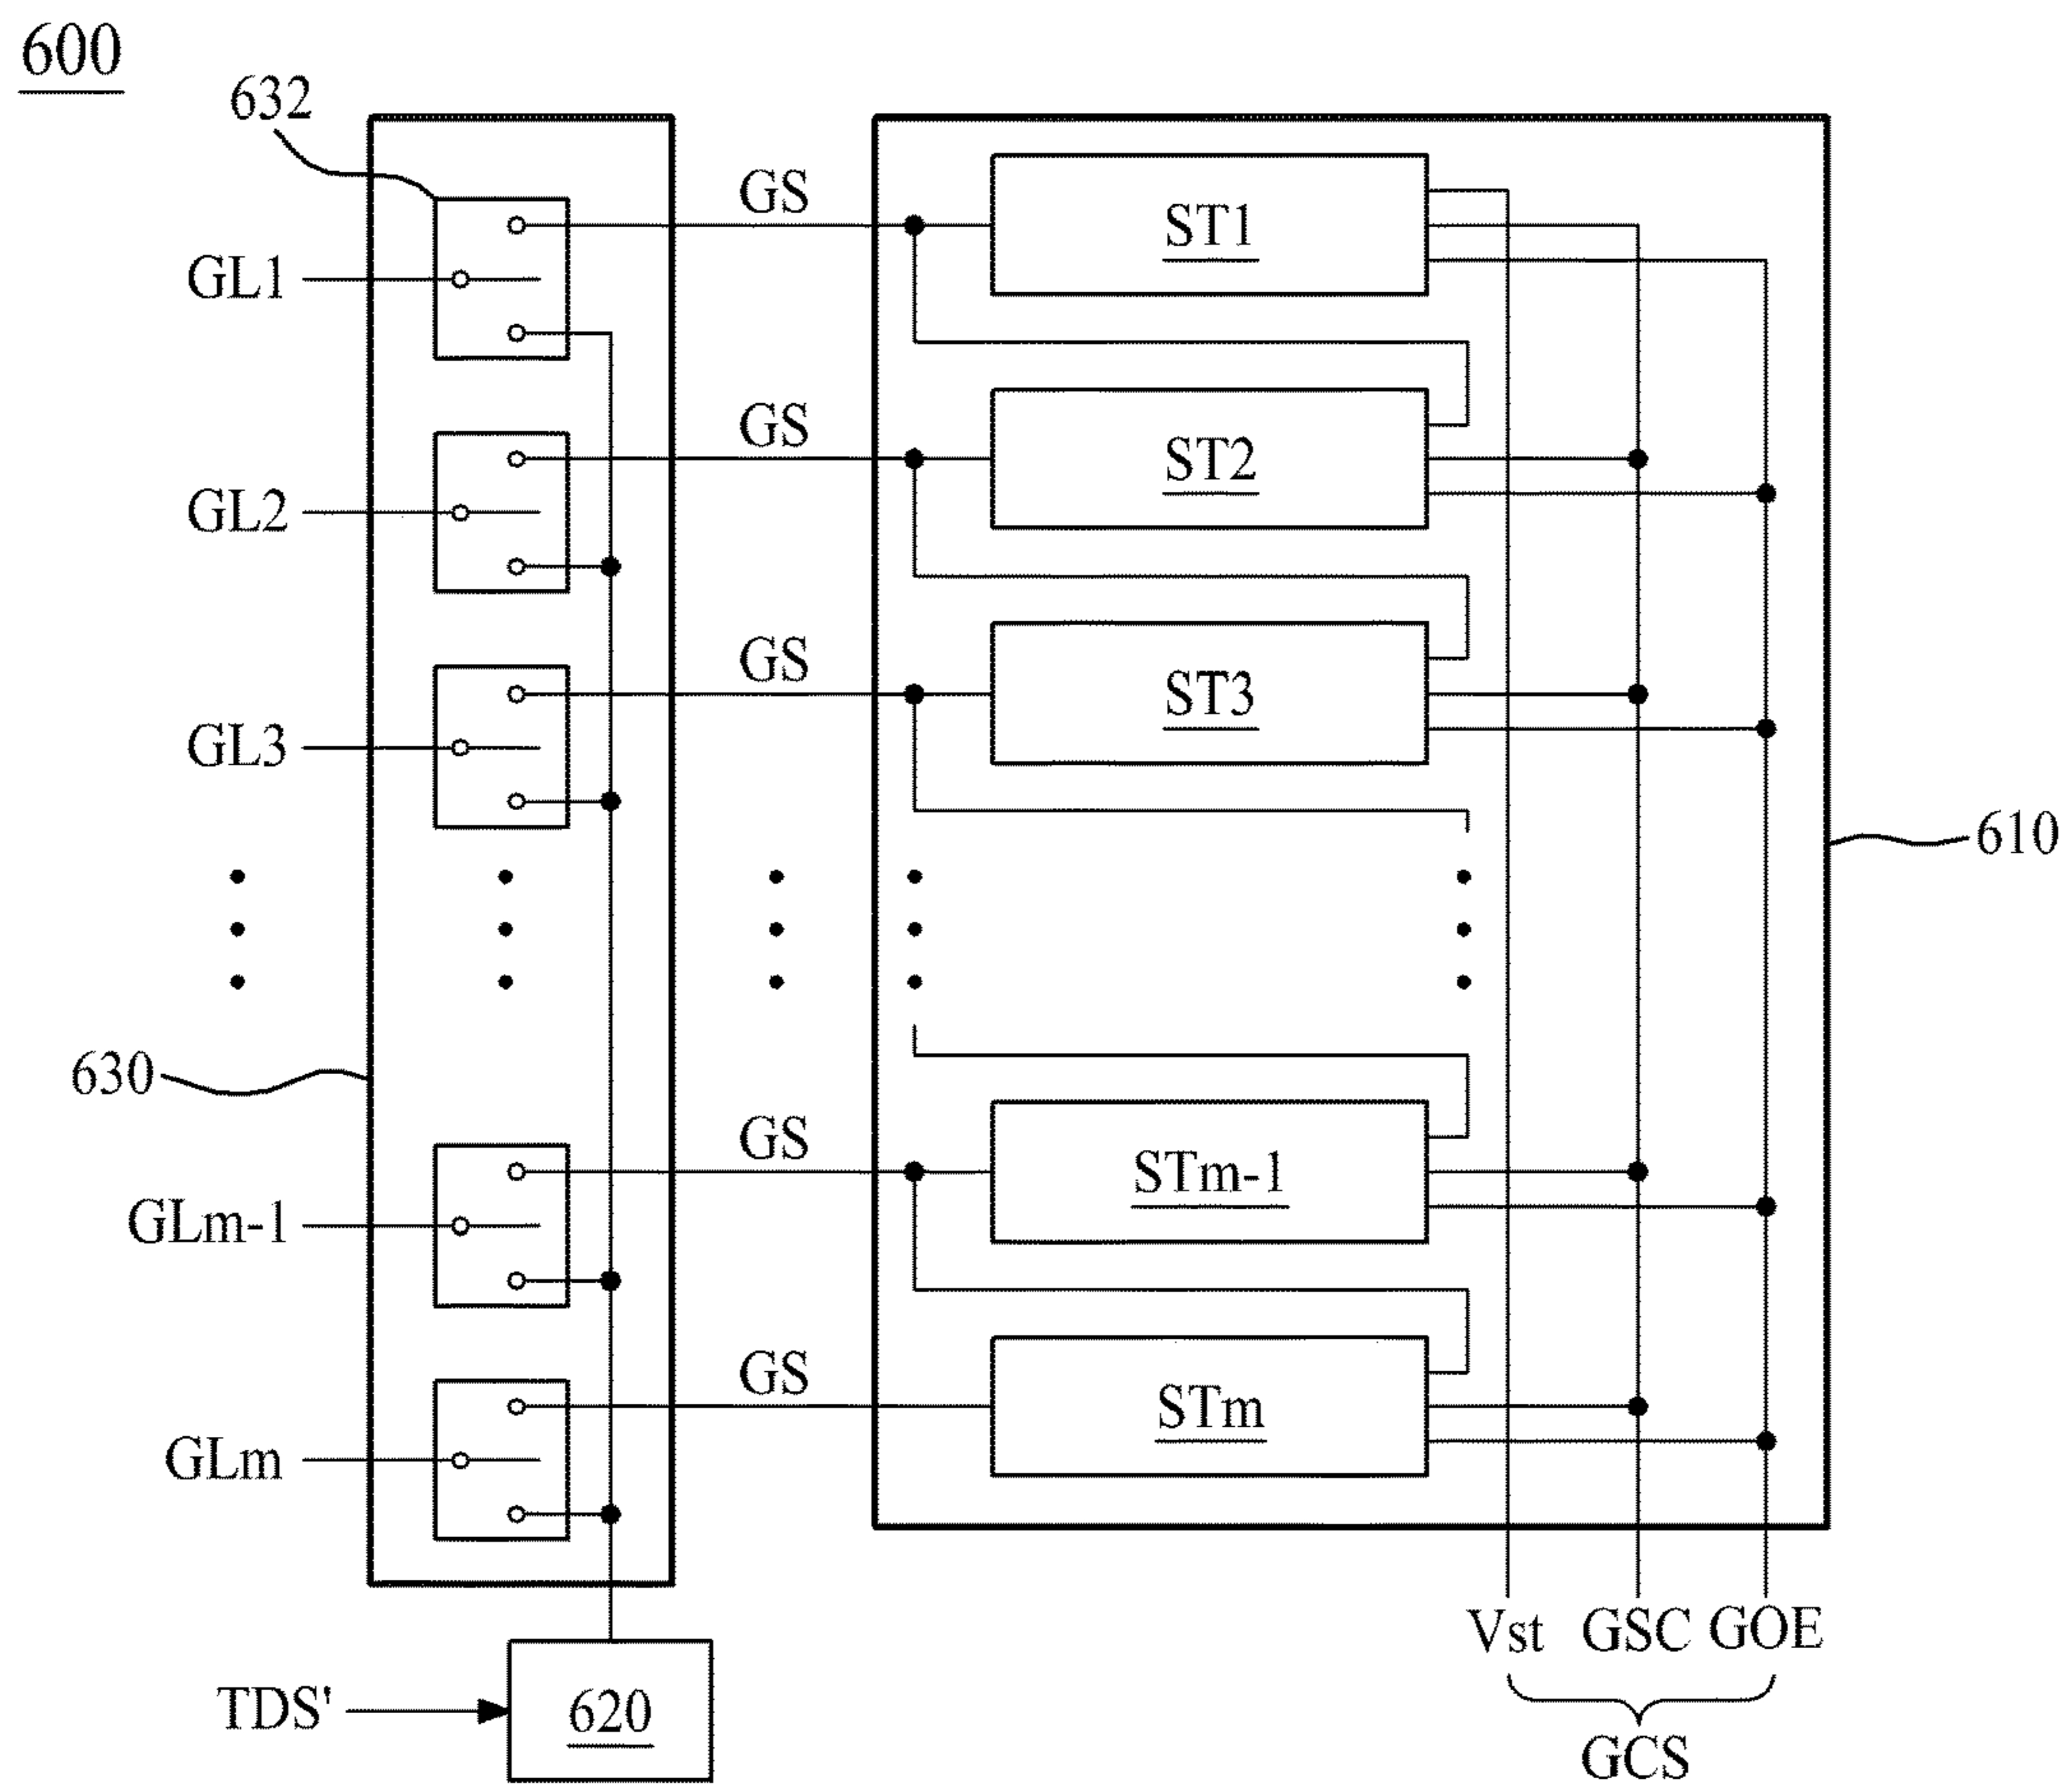 600
632
GS
ST1
GL1
GS
ST2
GL2
GS
ST3
GL3
610
630
GS
STm-1
GLm-1
GS
STm
GLm
Vst GSC GOE
TDS' 620
GCS